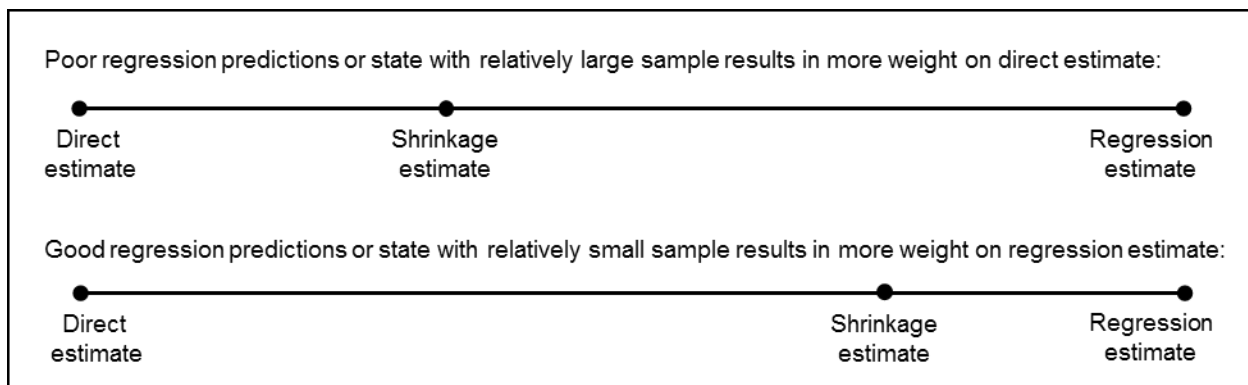 Poor regression predictions or state with relatively large sample results in more weight on direct estimate:
Direct estimate
Shrinkage estimate
Regression estimate
Good regression predictions or state with relatively small sample results in more weight on regression estimate:
Direct estimate
Shrinkage estimate
Regression estimate